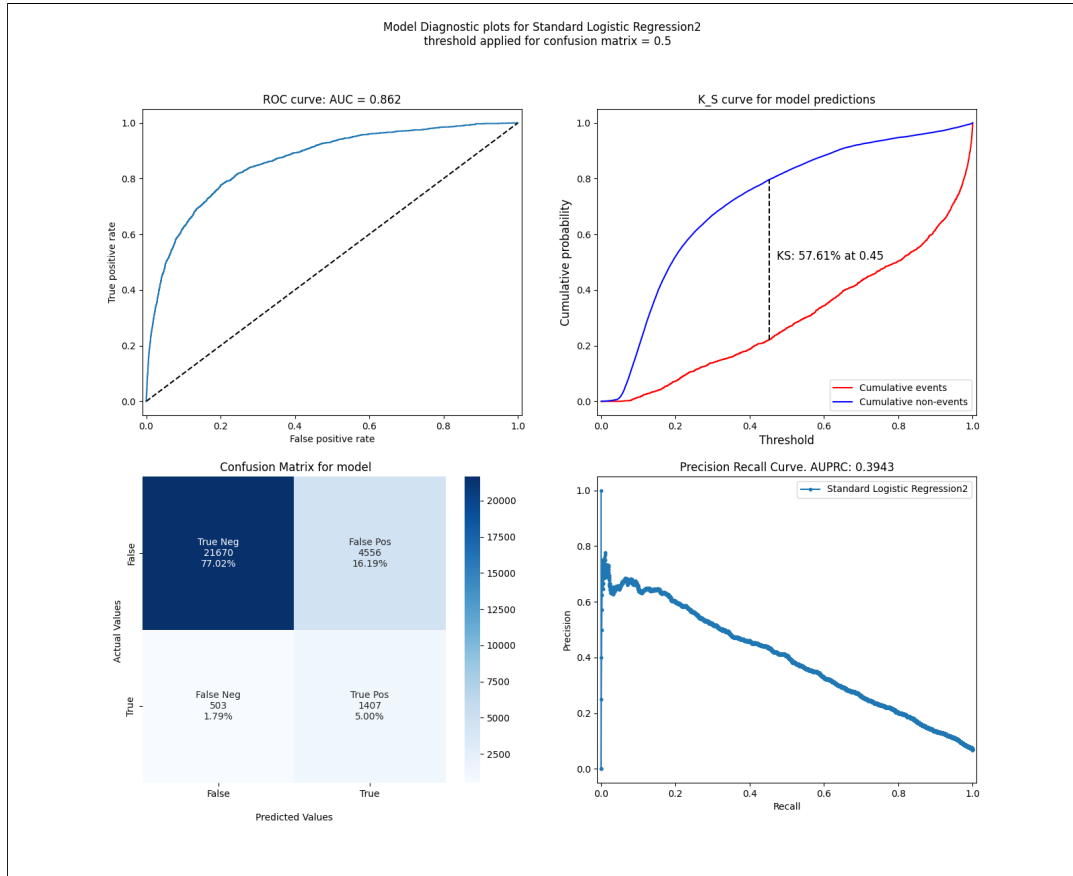 Model Diagnostic plots for Standard Logistic Regression2
threshold applied for confusion matrix = 0.5
ROC curve: AUC = 0.862
1.0
0.8
0.6
0.4
0.2
0.0
True positive rate
0.0 0.2 0.4 0.6 0.8 1.0
False positive rate
K_S curve for model predictions
1.0
0.8
0.6
0.4
0.2
0.0
Cumulative probability
KS: 57.61% at 0.45
Cumulative events
Cumulative non-events
0.0 0.2 0.4 0.6 0.8 1.0
Threshold
Confusion Matrix for model
False
True
Actual Values
True Neg
21670
77.02%
False Pos
4556
16.19%
False Neg
503
1.79%
True Pos
1407
5.00%
False True
Predicted Values
20000
17500
15000
12500
10000
7500
5000
2500
Precision Recall Curve. AUPRC: 0.3943
Standard Logistic Regression2
1.0
0.8
0.6
0.4
0.2
0.0
Precision
0.0 0.2 0.4 0.6 0.8 1.0
Recall